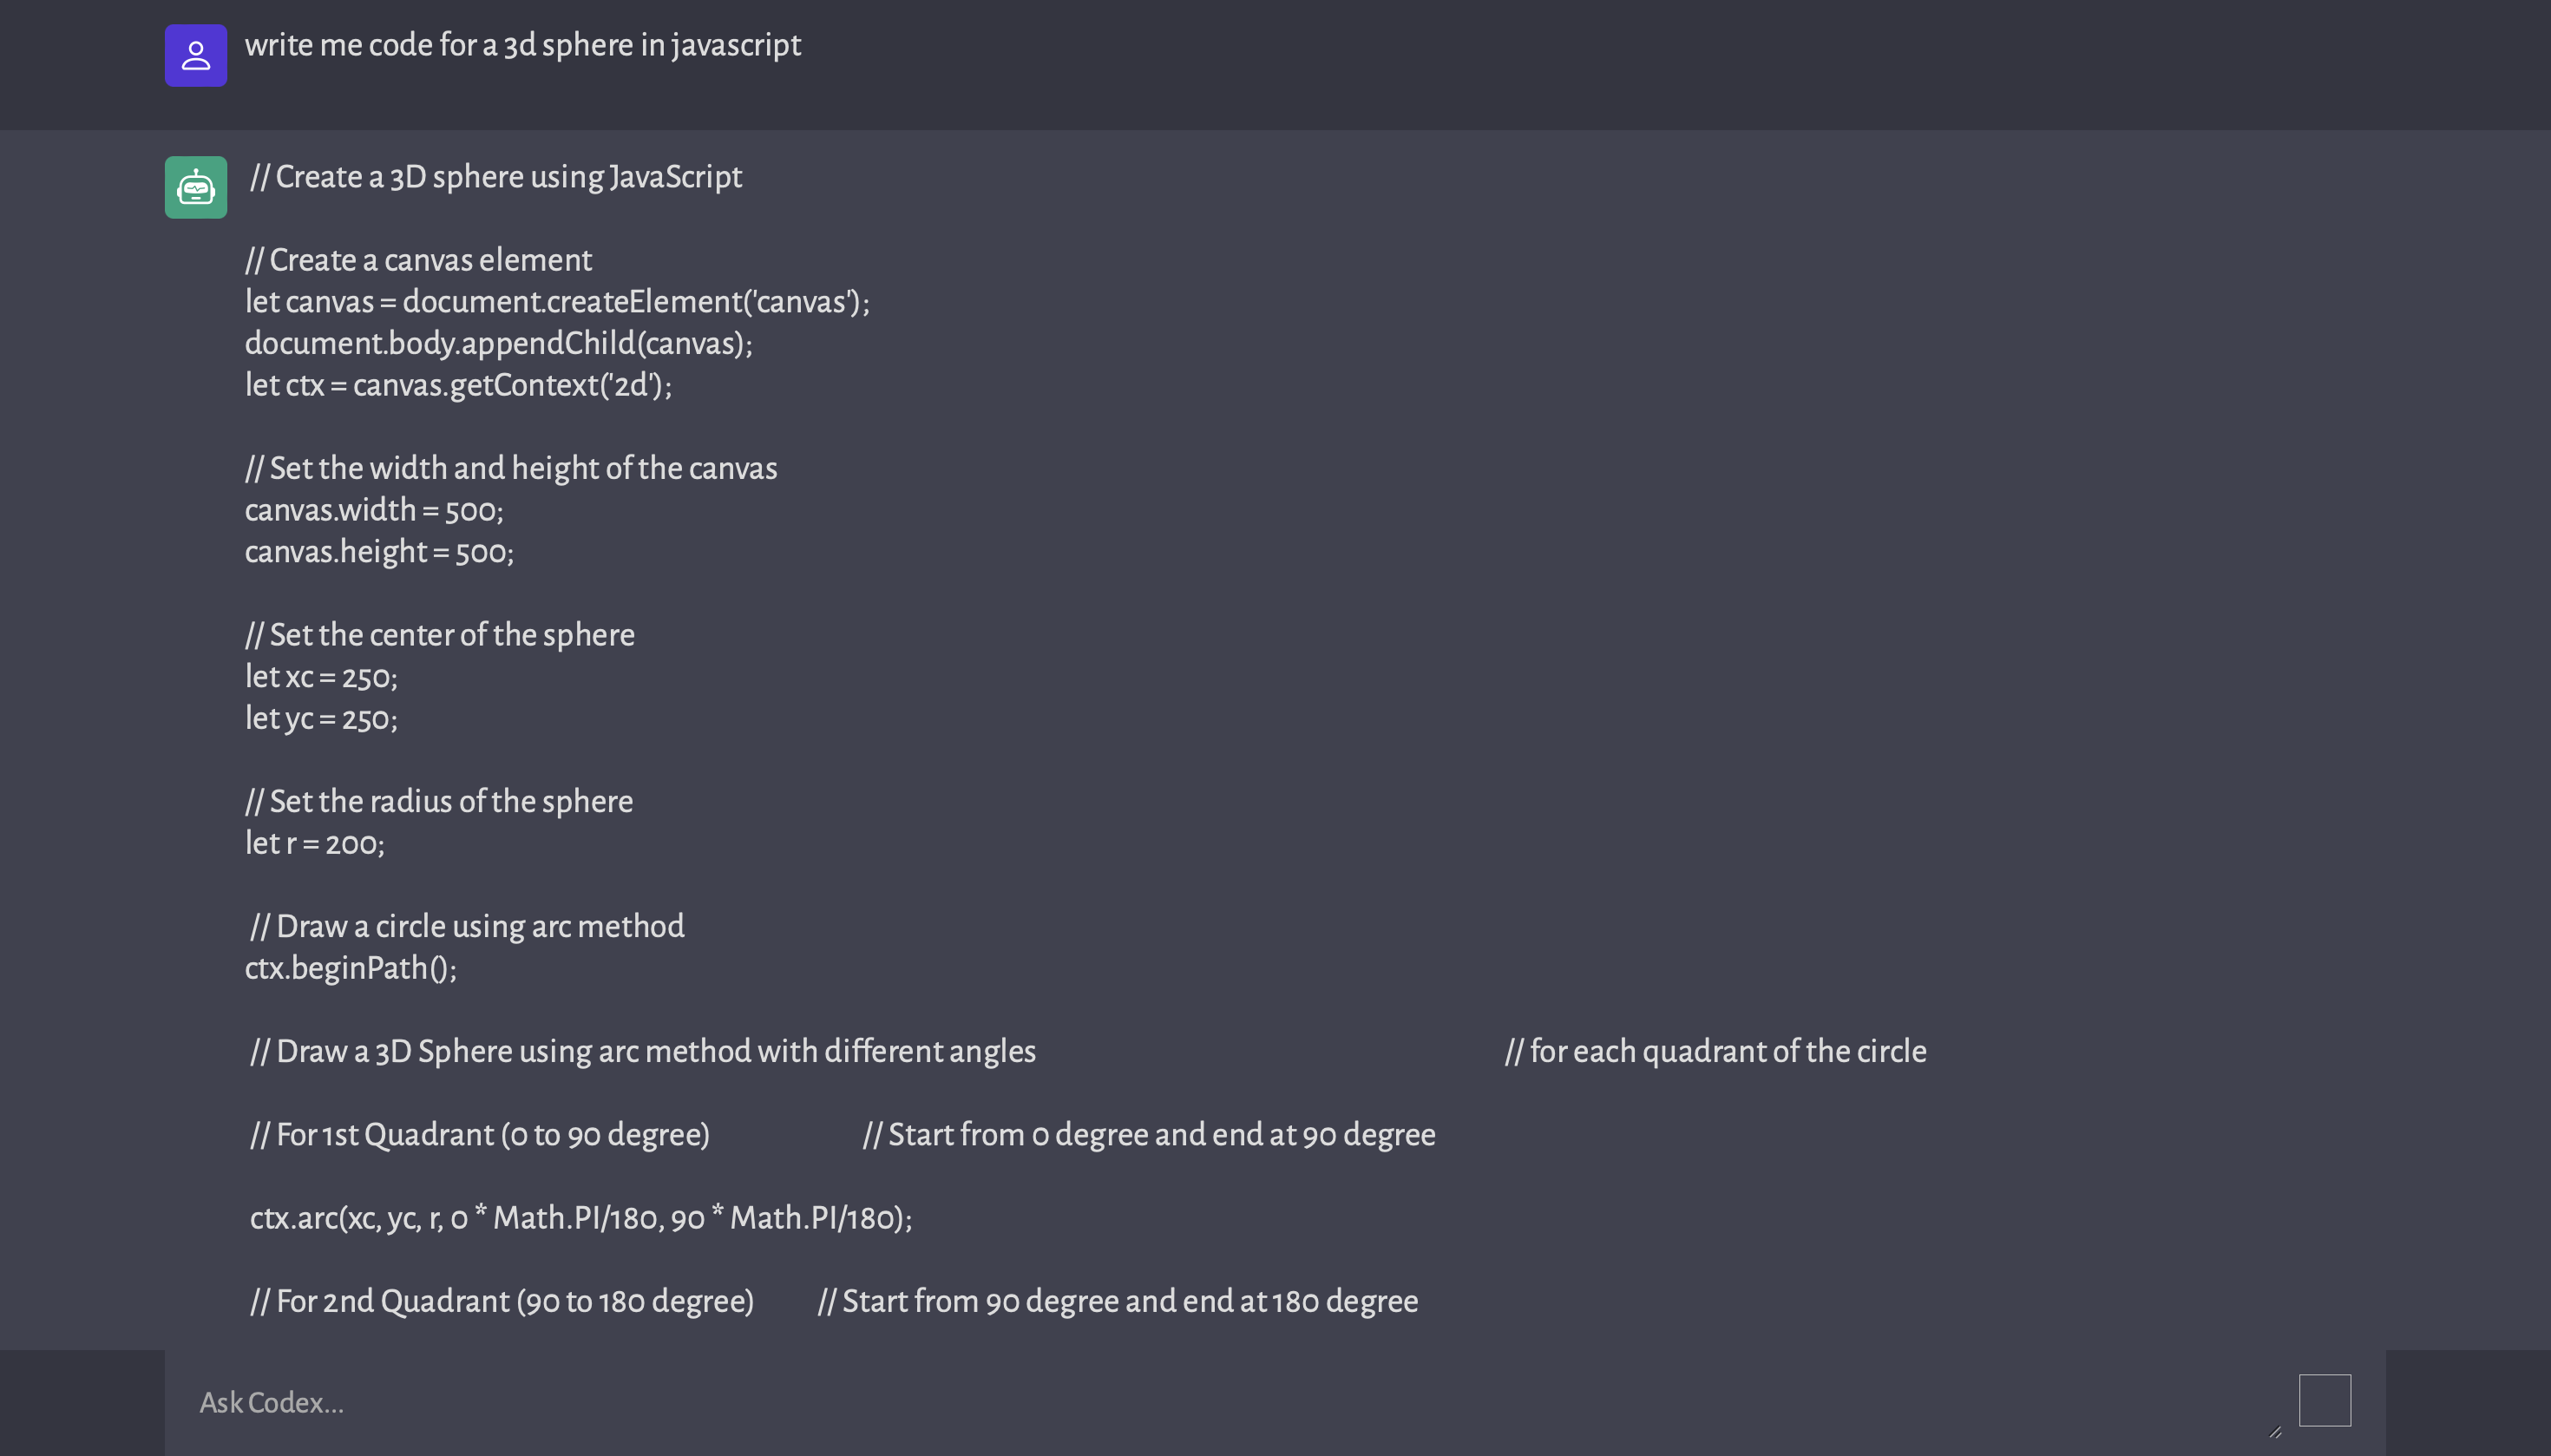 write me code for a 3d sphere in javascript
// Create a 3D sphere using JavaScript
// Create a canvas element
let canvas = document.createElement('canvas');
document.body.appendChild(canvas);
let ctx = canvas.getContext('2d');
// Set the width and height of the canvas
canvas.width = 500;
canvas.height = 500;
// Set the center of the sphere
let xc = 250;
let yc = 250;
// Set the radius of the sphere
let r = 200;
// Draw a circle using arc method
ctx.beginPath();
// Draw a 3D Sphere using arc method with different angles // for each quadrant of the circle
// For 1st Quadrant (0 to 90 degree) // Start from 0 degree and end at 90 degree
ctx.arc(xc, yc, r, 0 * Math.PI/180, 90 * Math.PI/180);
// For 2nd Quadrant (90 to 180 degree) // Start from 90 degree and end at 180 degree
Ask Codex...